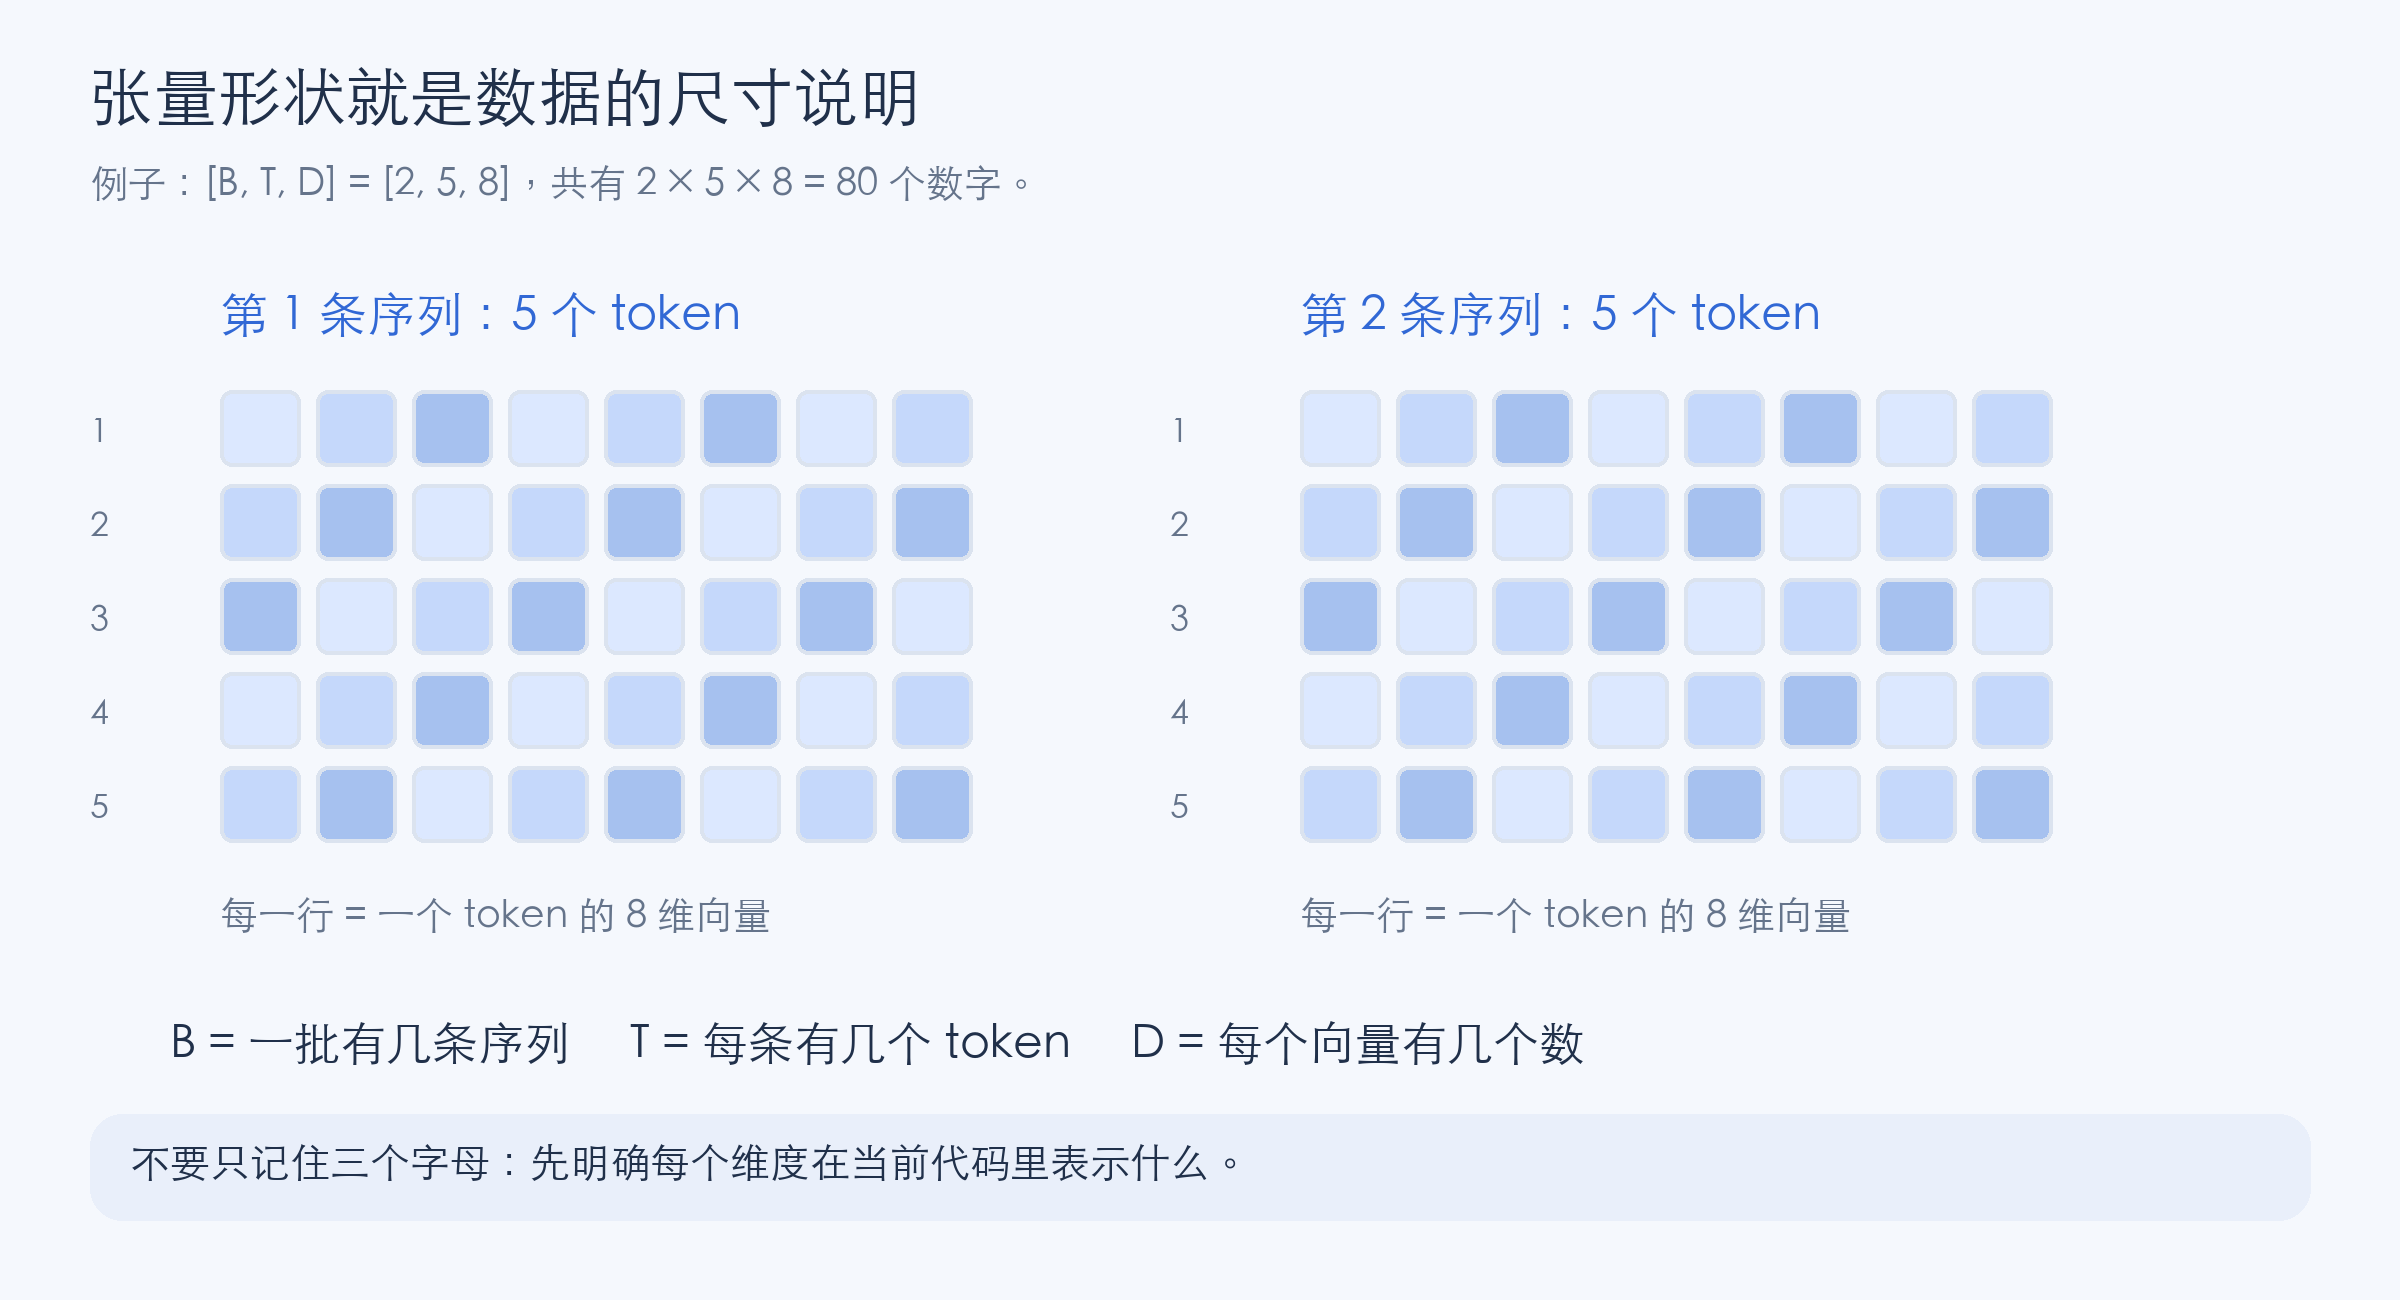 张量形状就是数据的尺寸说明
例子：[B, T, D] = [2, 5, 8]，共有 2 × 5 × 8 = 80 个数字。
第 1 条序列：5 个 token
1
2
3
4
5
每一行 = 一个 token 的 8 维向量
第 2 条序列：5 个 token
1
2
3
4
5
每一行 = 一个 token 的 8 维向量
B = 一批有几条序列 T = 每条有几个 token D = 每个向量有几个数
不要只记住三个字母：先明确每个维度在当前代码里表示什么。